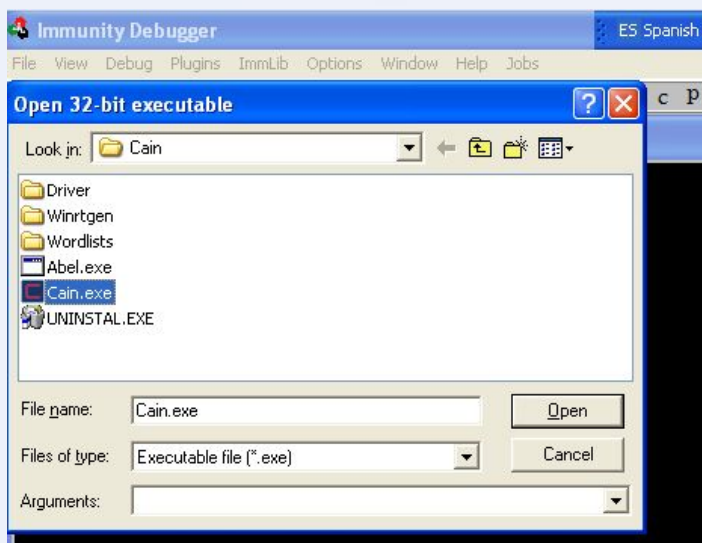 Immunity Debugger
ES Spanish
File View Debug Plugins ImmLib Options Window Help Jobs
Open 32-bit executable
c p
Look in: Cain
Driver
Winrtgen
Wordlists
Abel.exe
Cain.exe
UNINSTAL.EXE
File name: Cain.exe
Open
Files of type: Executable file (*.exe)
Cancel
Arguments: